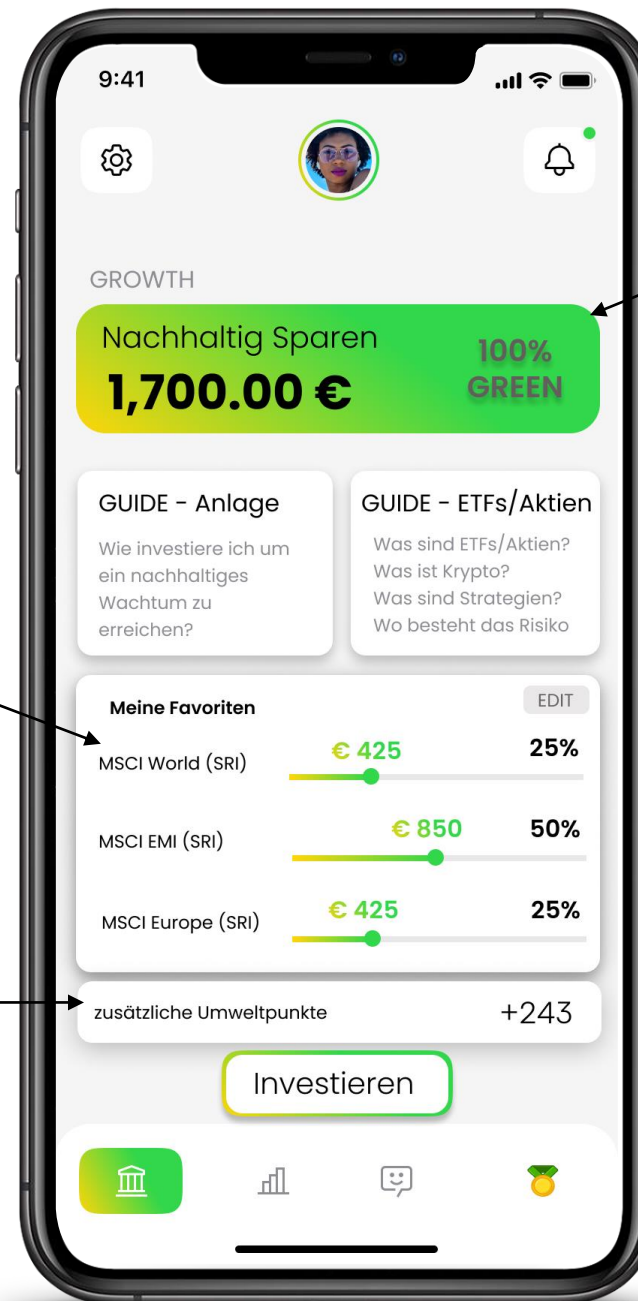 9:41
GROWTH
Nachhaltig Sparen
1,700.00 €
100%
GREEN
GUIDE - Anlage
Wie investiere ich um
ein nachhaltiges
Wachtum zu
erreichen?
GUIDE - ETFs/Aktien
Was sind ETFs/Aktien?
Was ist Krypto?
Was sind Strategien?
Wo besteht das Risiko
Meine Favoriten
EDIT
MSCI World (SRI) € 425 25%
MSCI EMI (SRI) € 850 50%
MSCI Europe (SRI) € 425 25%
zusätzliche Umweltpunkte +243
Investieren